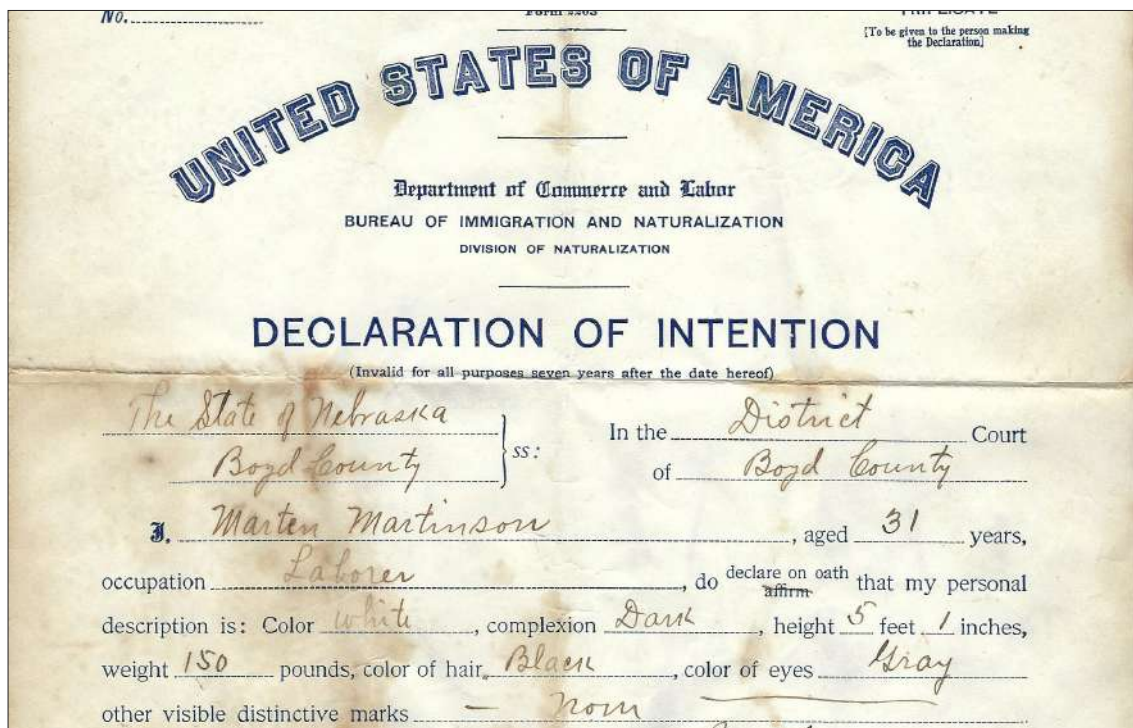 No.
Form 2203
TRIPLICATE
[To be given to the person making
the Declaration]
UNITED STATES OF AMERICA
Department of Commerce and Labor
BUREAU OF IMMIGRATION AND NATURALIZATION
DIVISION OF NATURALIZATION
DECLARATION OF INTENTION
(Invalid for all purposes seven years after the date hereof)
The State of Nebraska
Boyd County
ss:
In the District Court
of Boyd County
I, Marten Martinson, aged 31 years,
occupation Laborer, do declare on oath affirm that my personal
description is: Color white, complexion Dark, height 5 feet 1 inches,
weight 150 pounds, color of hair Black, color of eyes Gray
other visible distinctive marks – Nom